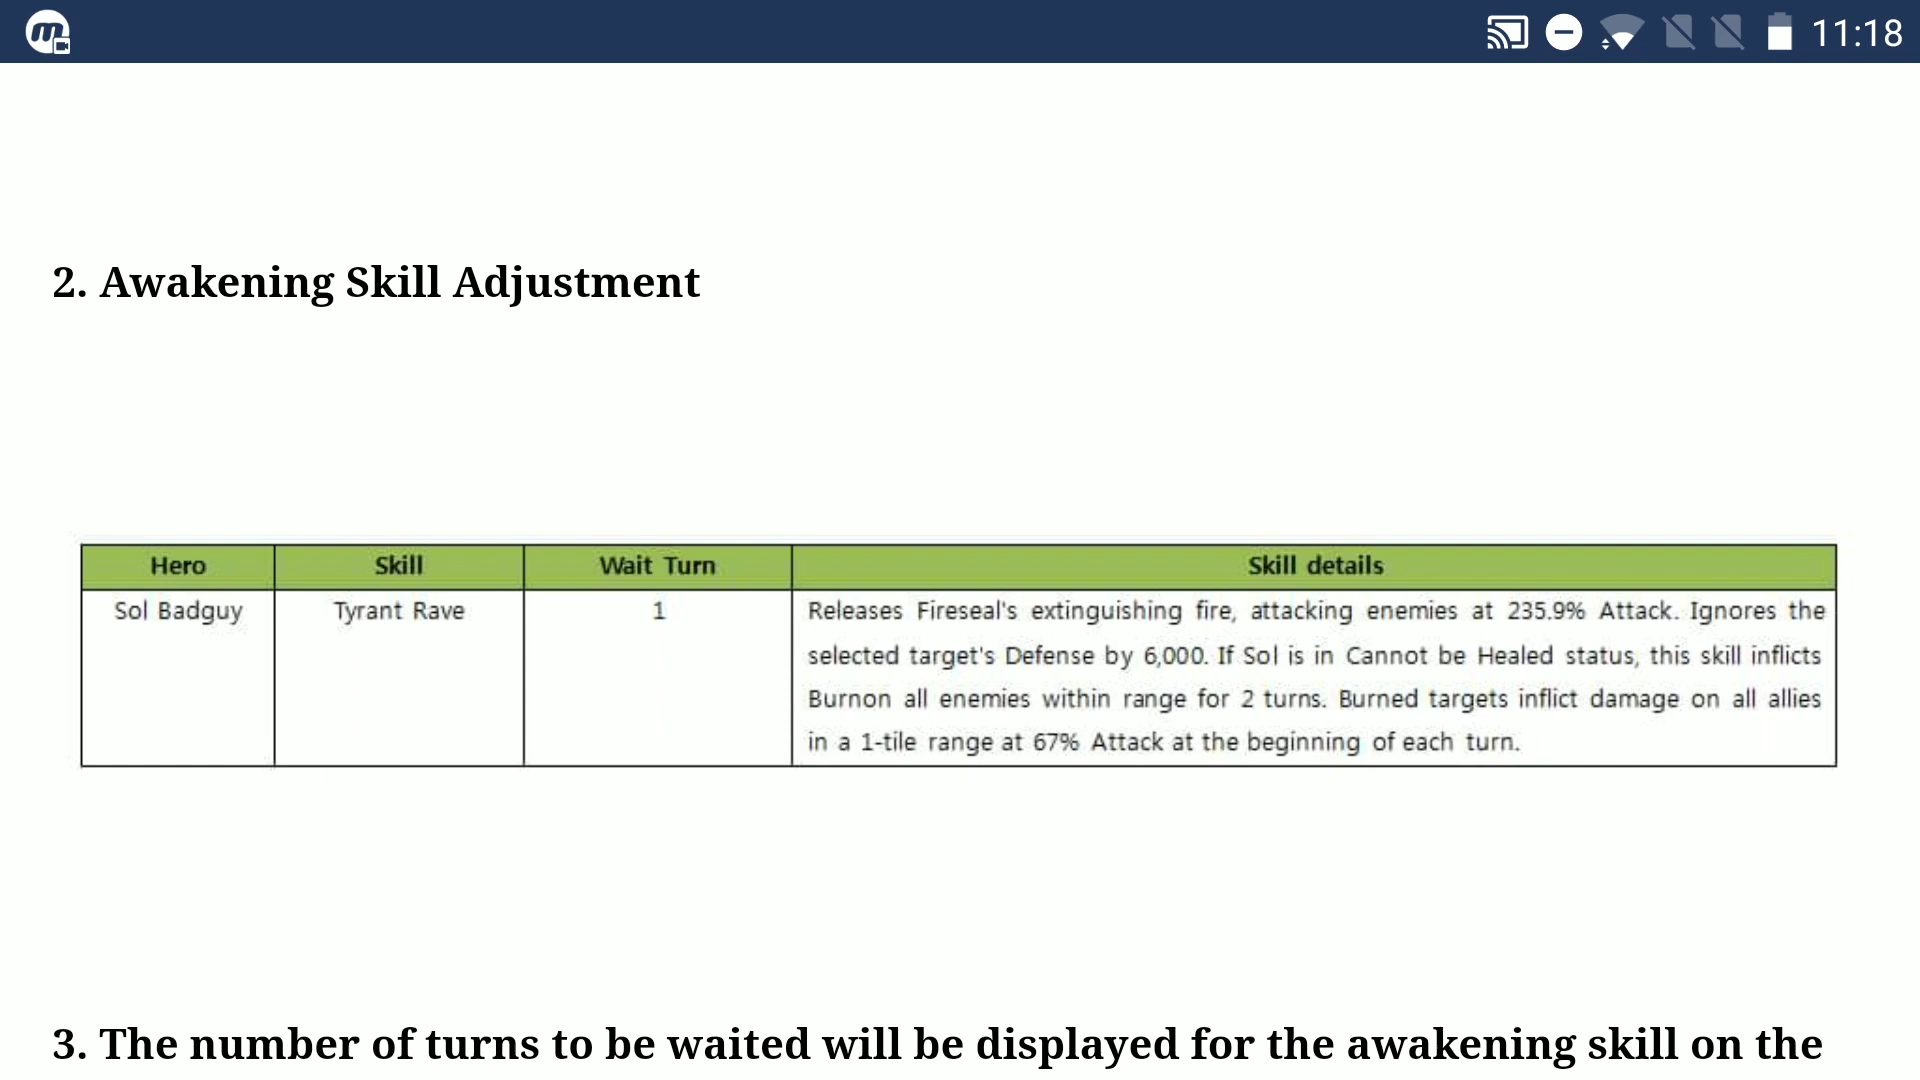 11:18
2. Awakening Skill Adjustment
Hero Skill Wait Turn Skill details
Sol Badguy Tyrant Rave 1 Releases Fireseal's extinguishing fire, attacking enemies at 235.9% Attack. Ignores the
selected target's Defense by 6,000. If Sol is in Cannot be Healed status, this skill inflicts
Burnon all enemies within range for 2 turns. Burned targets inflict damage on all allies
in a 1-tile range at 67% Attack at the beginning of each turn.
3. The number of turns to be waited will be displayed for the awakening skill on the